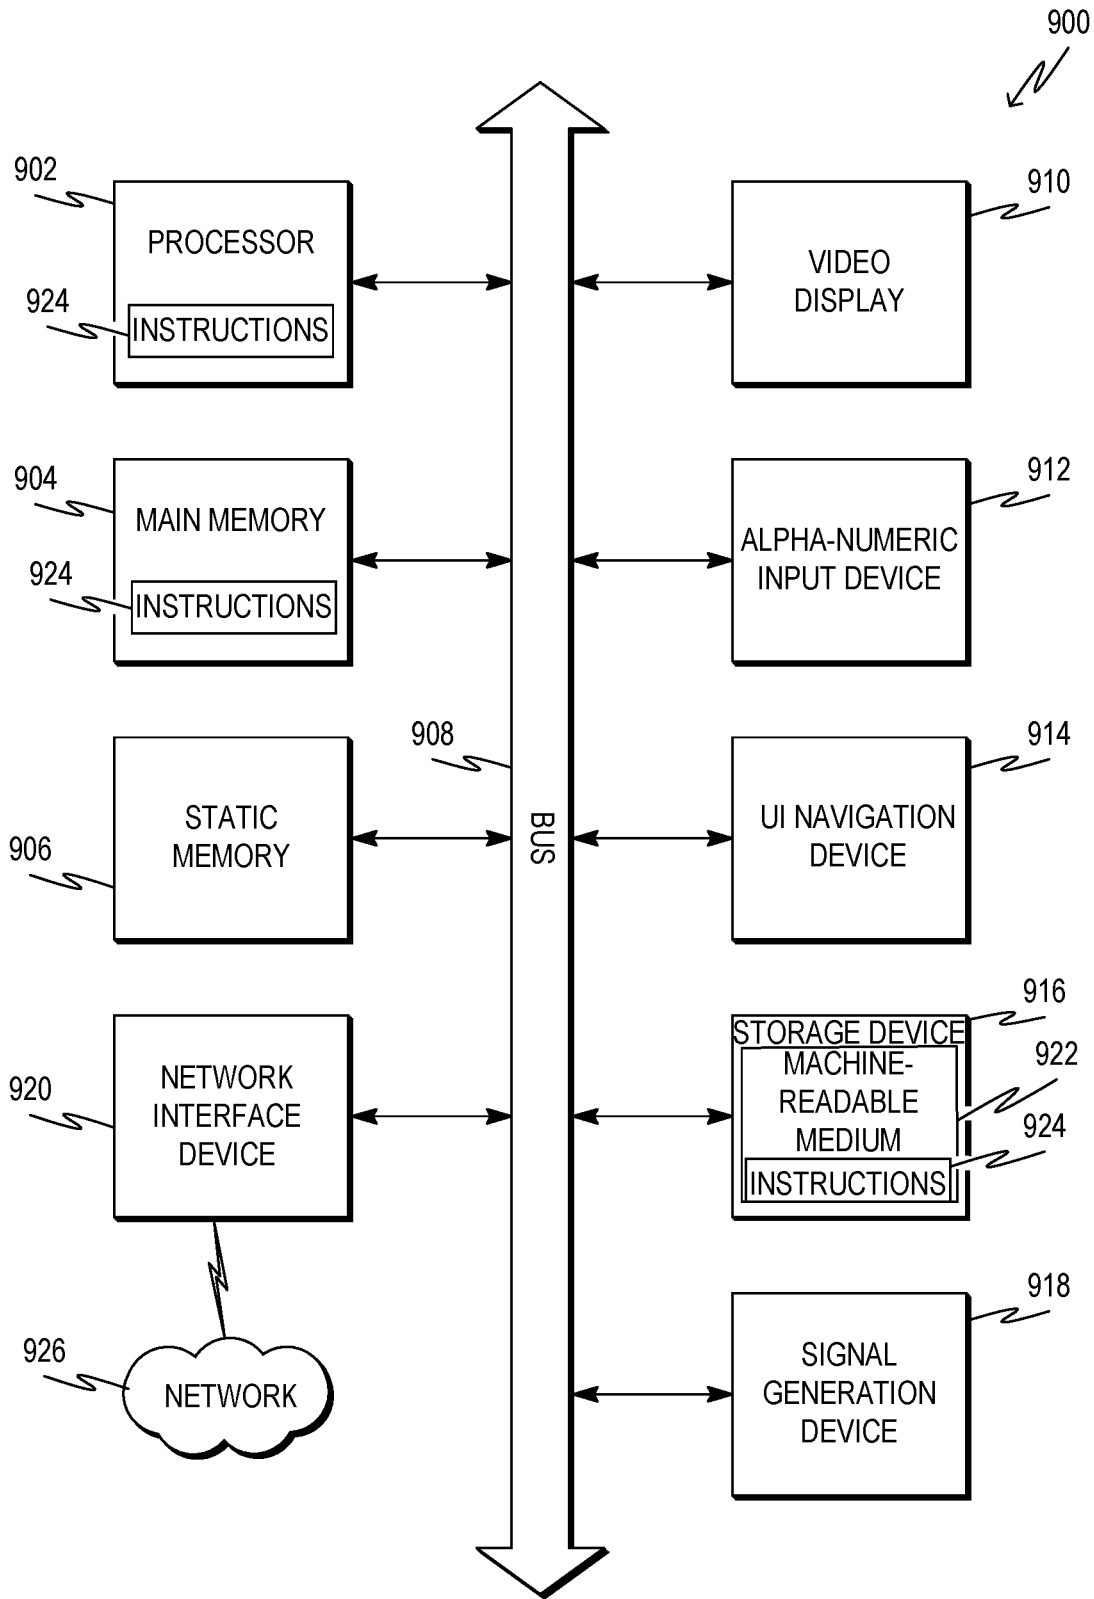 900
902
PROCESSOR
924
INSTRUCTIONS
910
VIDEO
DISPLAY
904
MAIN MEMORY
924
INSTRUCTIONS
912
ALPHA-NUMERIC
INPUT DEVICE
908
BUS
STATIC
MEMORY
906
914
UI NAVIGATION
DEVICE
920
NETWORK
INTERFACE
DEVICE
916
STORAGE DEVICE
922
MACHINE-
READABLE
MEDIUM
924
INSTRUCTIONS
926
NETWORK
918
SIGNAL
GENERATION
DEVICE